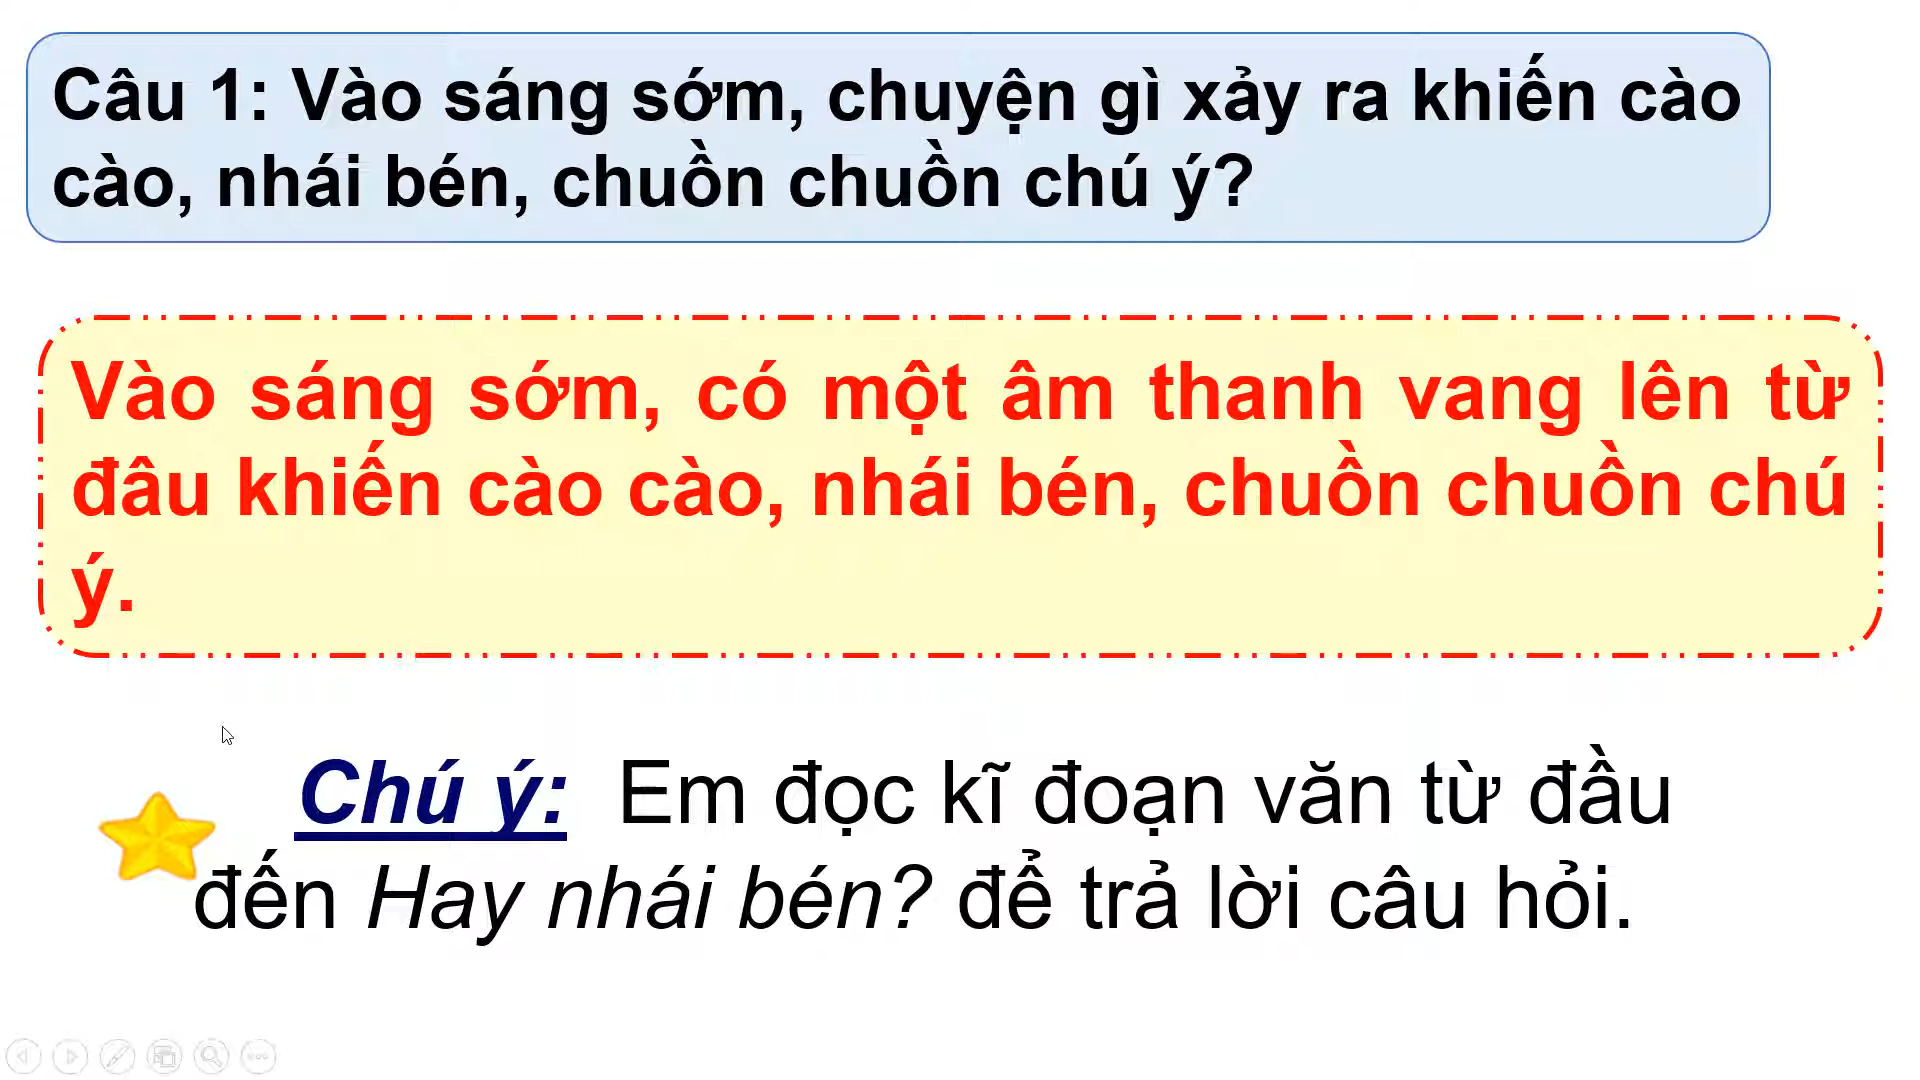 Câu 1: Vào sáng sớm, chuyện gì xảy ra khiến cào
cào, nhái bén, chuồn chuồn chú ý?
Vào sáng sớm, có một âm thanh vang lên từ
đâu khiến cào cào, nhái bén, chuồn chuồn chú
ý.
Chú ý: Em đọc kĩ đoạn văn từ đầu
đến Hay nhái bén? để trả lời câu hỏi.